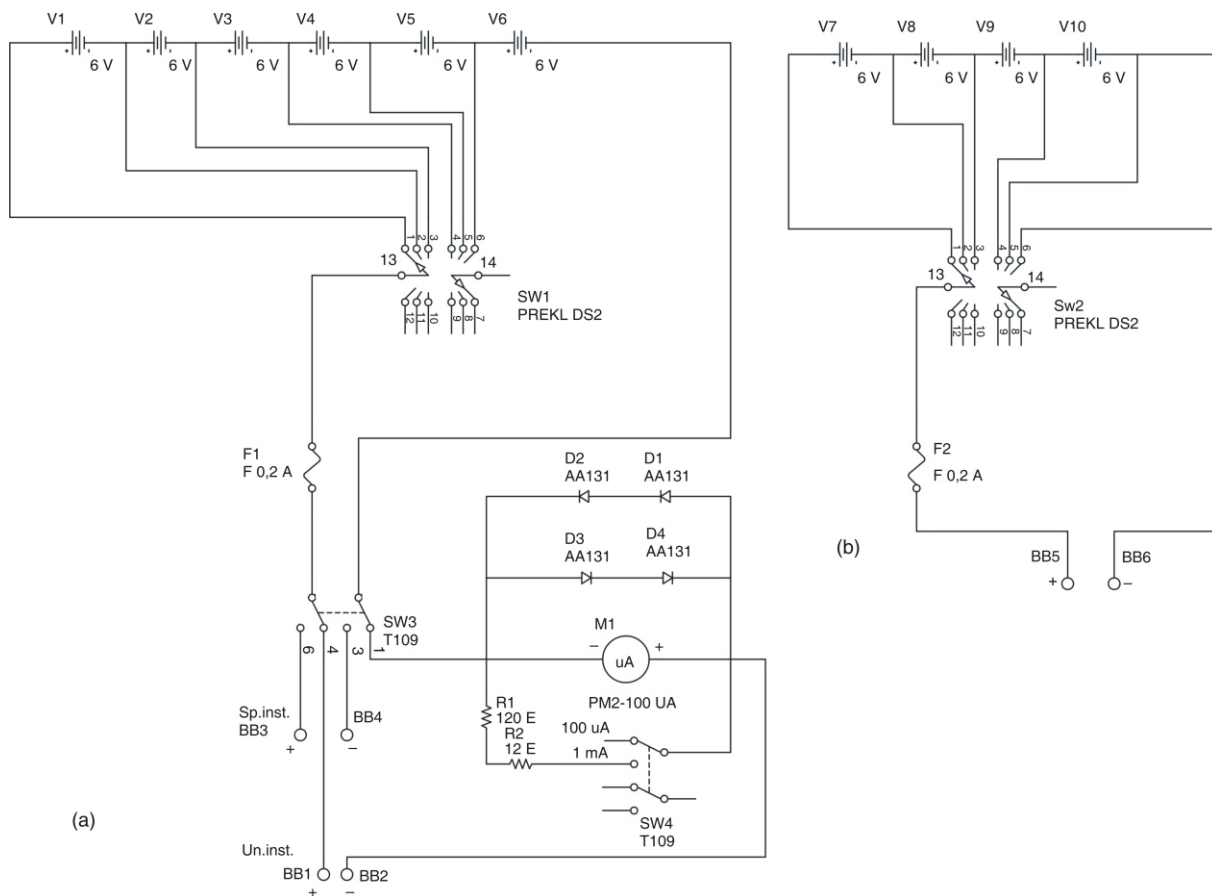 V1
V2
V3
V4
V5
V6
6 V
6 V
6 V
6 V
6 V
6 V
1
2
3
4
5
6
13
14
12
11
10
9
8
7
SW1
PREKL DS2
F1
F 0,2 A
D2
AA131
D1
AA131
D3
AA131
D4
AA131
SW3
T109
6
4
3
1
M1
− +
uA
PM2-100 UA
Sp.inst.
BB3
+
BB4
−
R1
120 E
R2
12 E
100 uA
1 mA
SW4
T109
(a)
Un.inst.
BB1
+
BB2
−
V7
V8
V9
V10
6 V
6 V
6 V
6 V
1
2
3
4
5
6
13
14
12
11
10
9
8
7
Sw2
PREKL DS2
F2
F 0,2 A
(b)
BB5
+
BB6
−